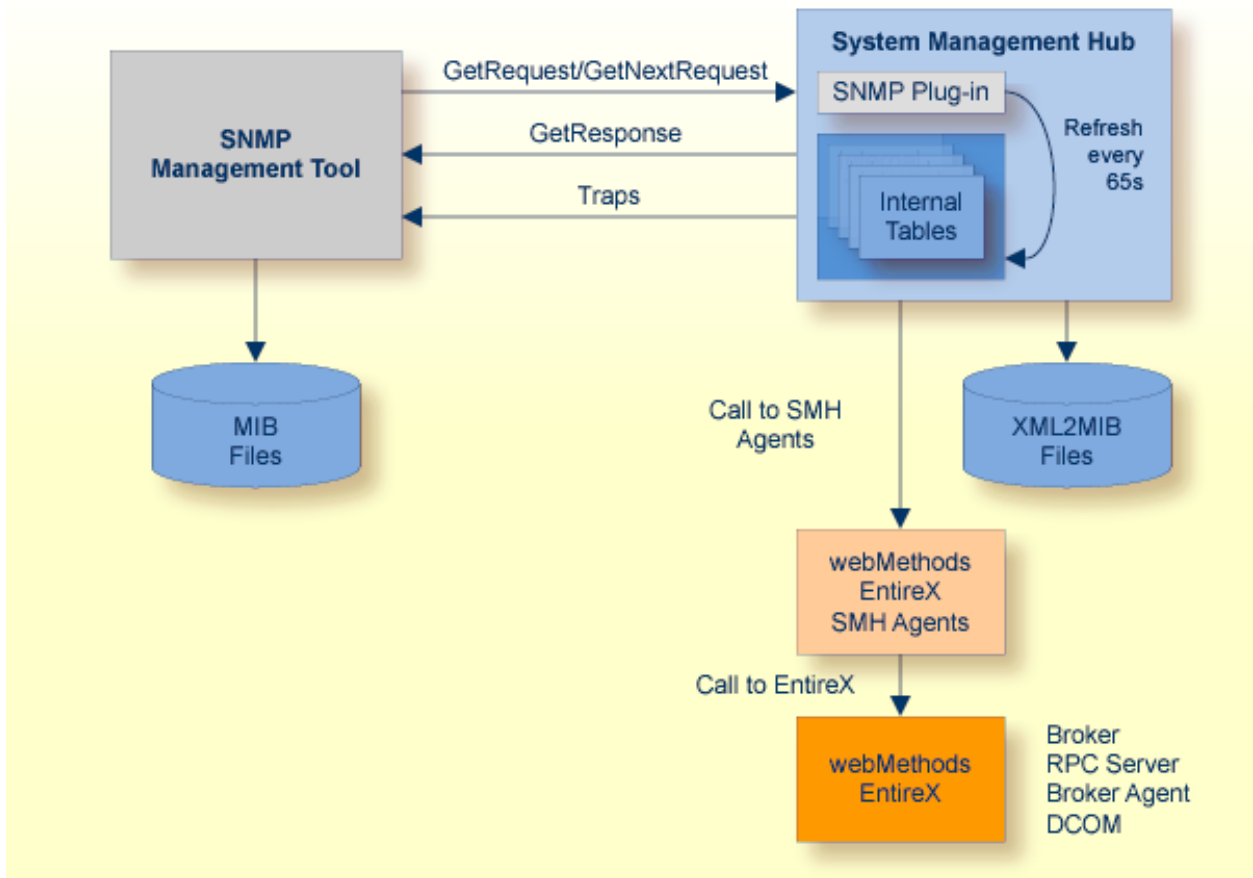 System Management Hub
GetRequest/GetNextRequest
SNMP Plug-in
SNMP
Management Tool
GetResponse
Refresh
every
65s
Traps
Internal
Tables
MIB
Files
Call to SMH
Agents
XML2MIB
Files
webMethods
EntireX
SMH Agents
Call to EntireX
webMethods
EntireX
Broker
RPC Server
Broker Agent
DCOM